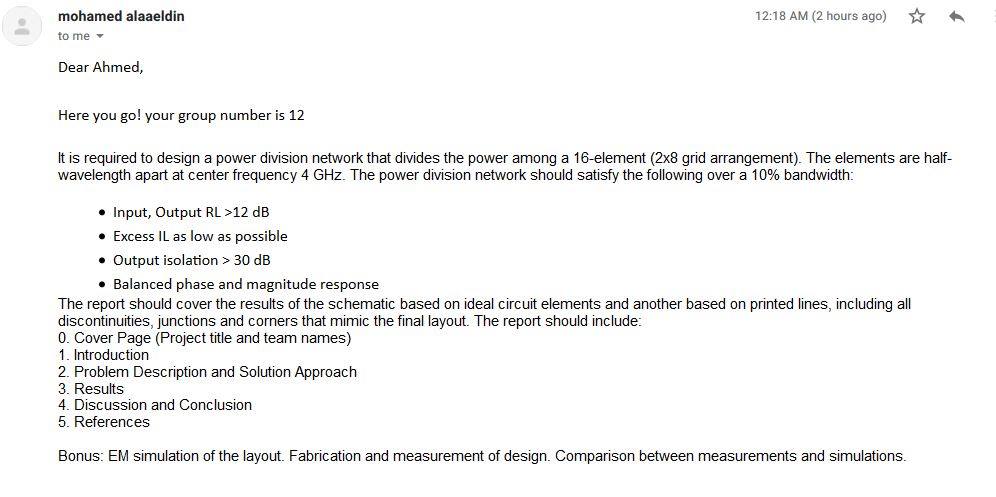 mohamed alaaeldin
12:18 AM (2 hours ago)
to me
Dear Ahmed,
Here you go! your group number is 12
It is required to design a power division network that divides the power among a 16-element (2x8 grid arrangement). The elements are half-
wavelength apart at center frequency 4 GHz. The power division network should satisfy the following over a 10% bandwidth:
• Input, Output RL >12 dB
• Excess IL as low as possible
• Output isolation > 30 dB
• Balanced phase and magnitude response
The report should cover the results of the schematic based on ideal circuit elements and another based on printed lines, including all
discontinuities, junctions and corners that mimic the final layout. The report should include:
0. Cover Page (Project title and team names)
1. Introduction
2. Problem Description and Solution Approach
3. Results
4. Discussion and Conclusion
5. References
Bonus: EM simulation of the layout. Fabrication and measurement of design. Comparison between measurements and simulations.